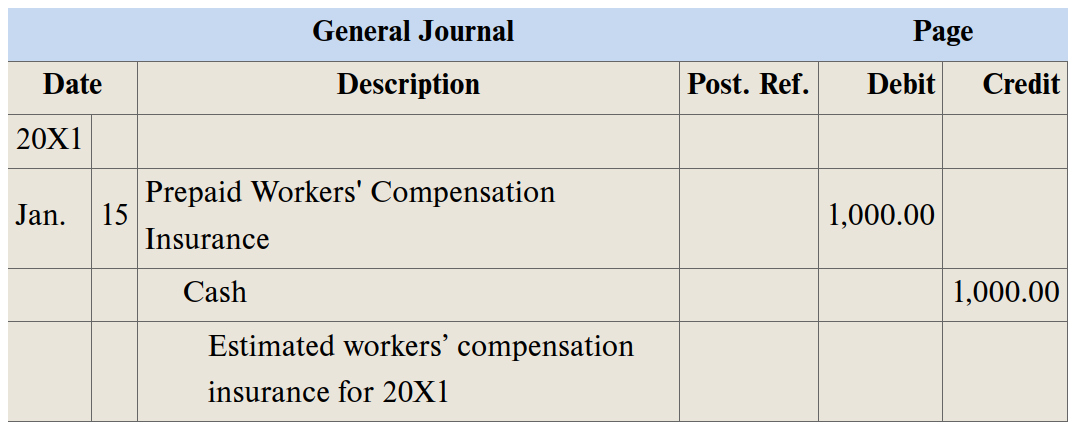 General Journal Page
Date Description Post. Ref. Debit Credit
20X1
Jan. 15 Prepaid Workers' Compensation
Insurance 1,000.00
Cash 1,000.00
Estimated workers’ compensation
insurance for 20X1